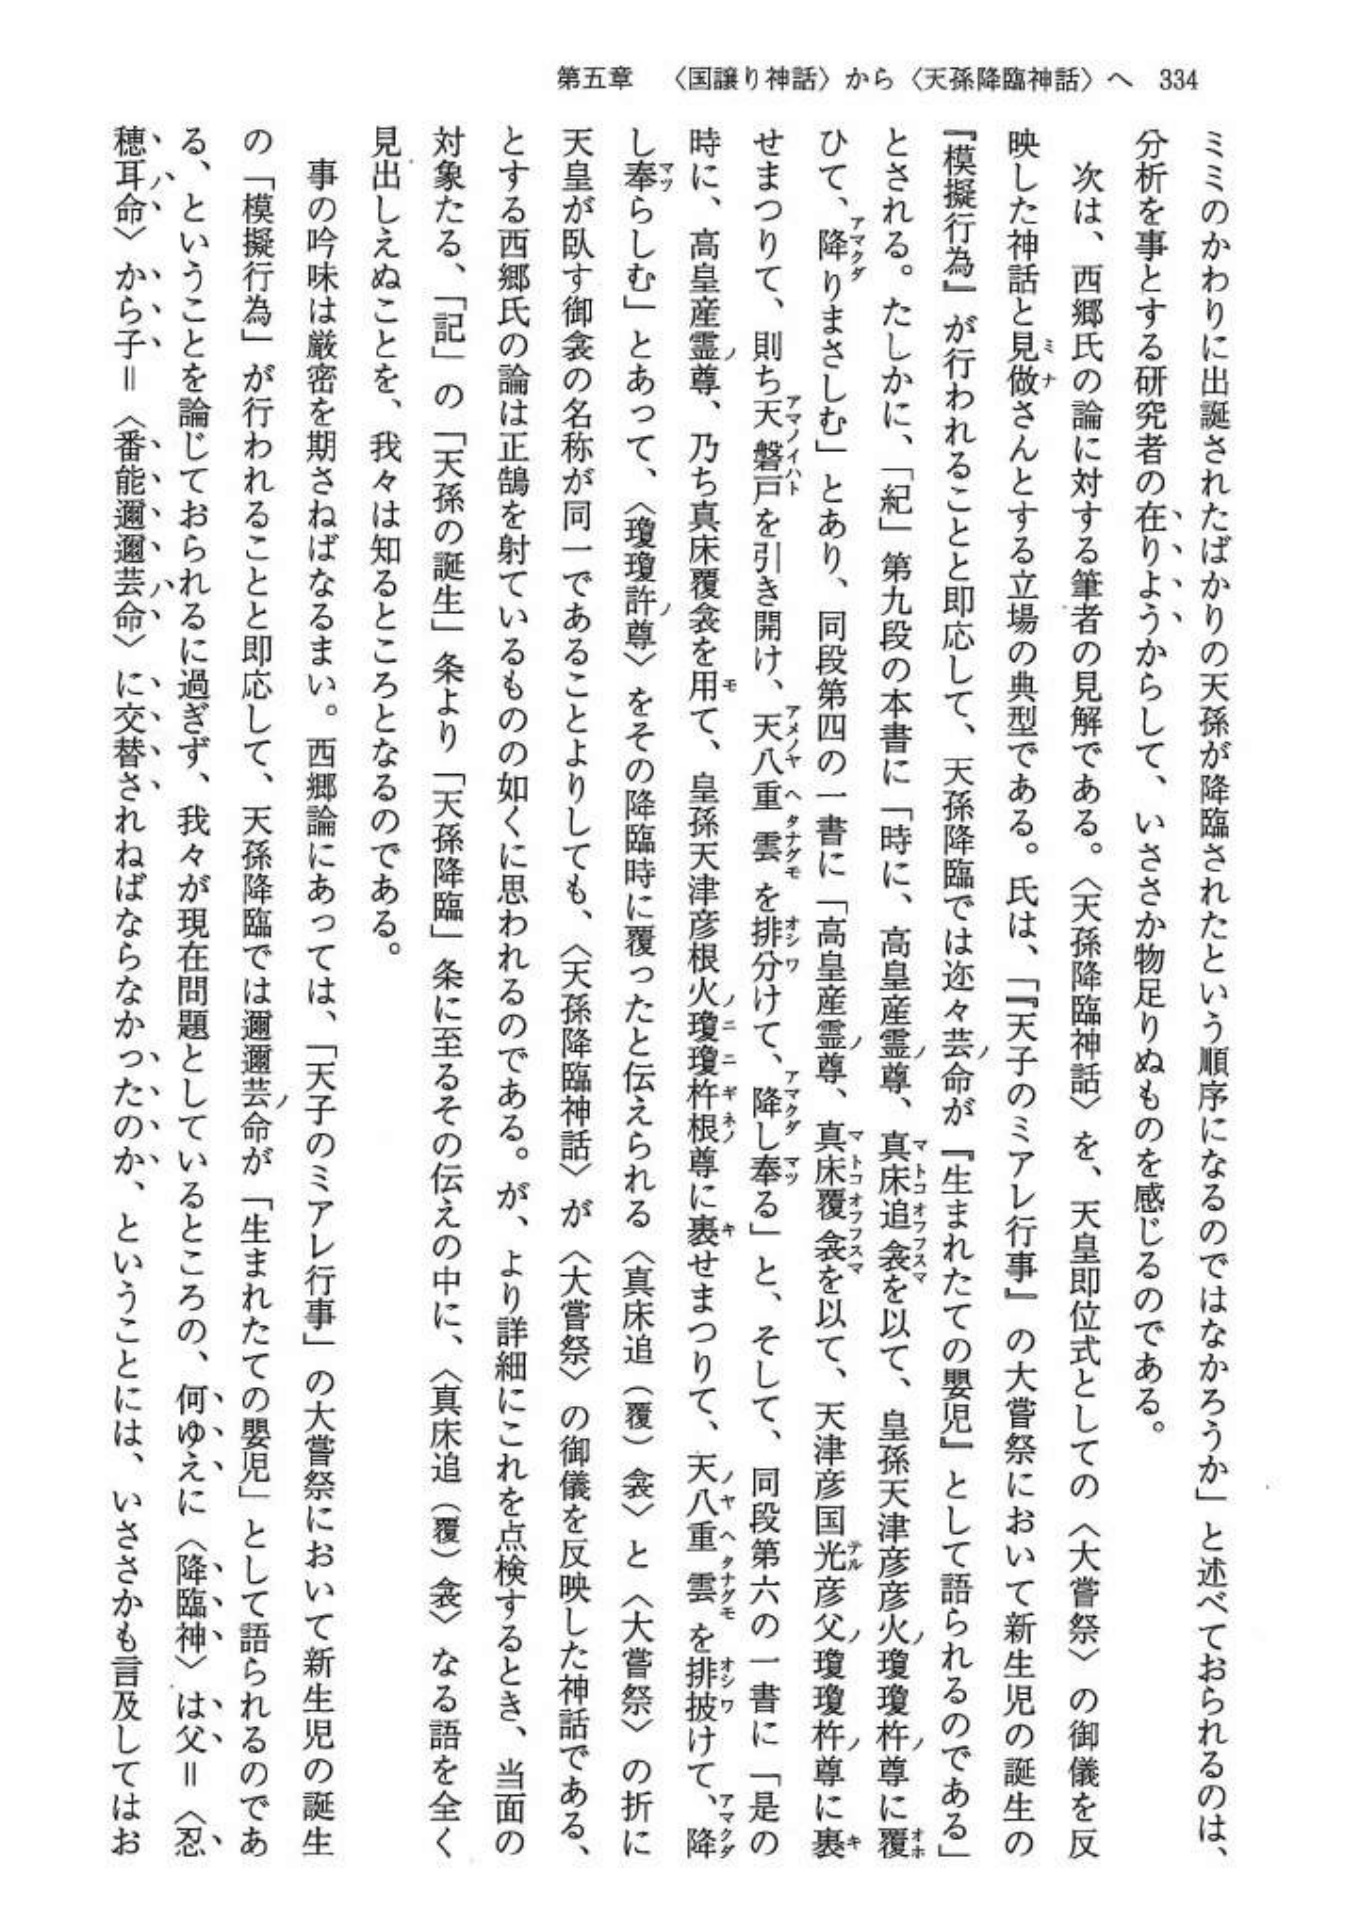 第五章　〈国譲り神話〉から〈天孫降臨神話〉へ　334
ミミのかわりに出誕されたばかりの天孫が降臨されたという順序になるのではなかろうか」と述べておられるのは、
分析を事とする研究者の在りようからして、いささか物足りぬものを感じるのである。
次は、西郷氏の論に対する筆者の見解である。〈天孫降臨神話〉を、天皇即位式としての〈大嘗祭〉の御儀を反
映した神話と見做さんとする立場の典型である。氏は、「『天子のミアレ行事』の大嘗祭において新生児の誕生の
『模擬行為』が行われることと即応して、天孫降臨では迩々芸ノ命が『生まれたての嬰児』として語られるのである」
とされる。たしかに、「紀」第九段の本書に「時に、高皇産霊ノ尊、真床追衾を以て、皇孫天津彦彦火ノ瓊瓊杵ノ尊に覆
ひて、降りまさしむ」とあり、同段第四の一書に「高皇産霊ノ尊、真床覆衾を以て、天津彦国光彦父ノ瓊瓊杵ノ尊に裹
せまつりて、則ち天磐戸を引き開け、天八重雲を排分けて、降し奉る」と、そして、同段第六の一書に「是の
時に、高皇産霊ノ尊、乃ち真床覆衾を用て、皇孫天津彦根火ノ瓊瓊杵根尊に裹せまつりて、天八重雲を排披けて、降
し奉らしむ」とあって、〈瓊瓊許ノ尊〉をその降臨時に覆ったと伝えられる〈真床追（覆）衾〉と〈大嘗祭〉の折に
天皇が臥す御衾の名称が同一であることよりしても、〈天孫降臨神話〉が〈大嘗祭〉の御儀を反映した神話である、
とする西郷氏の論は正鵠を射ているものの如くに思われるのである。が、より詳細にこれを点検するとき、当面の
対象たる、「記」の「天孫の誕生」条より「天孫降臨」条に至るその伝えの中に、〈真床追（覆）衾〉なる語を全く
見出しえぬことを、我々は知るところとなるのである。
事の吟味は厳密を期さねばなるまい。西郷論にあっては、「天子のミアレ行事」の大嘗祭において新生児の誕生
の「模擬行為」が行われることと即応して、天孫降臨では邇邇芸ノ命が「生まれたての嬰児」として語られるのであ
る、ということを論じておられるに過ぎず、我々が現在問題としているところの、何ゆえに〈降臨神〉は父＝〈忍
穂耳ノ命〉から子＝〈番能邇邇芸ノ命〉に交替されねばならなかったのか、ということには、いささかも言及してはお